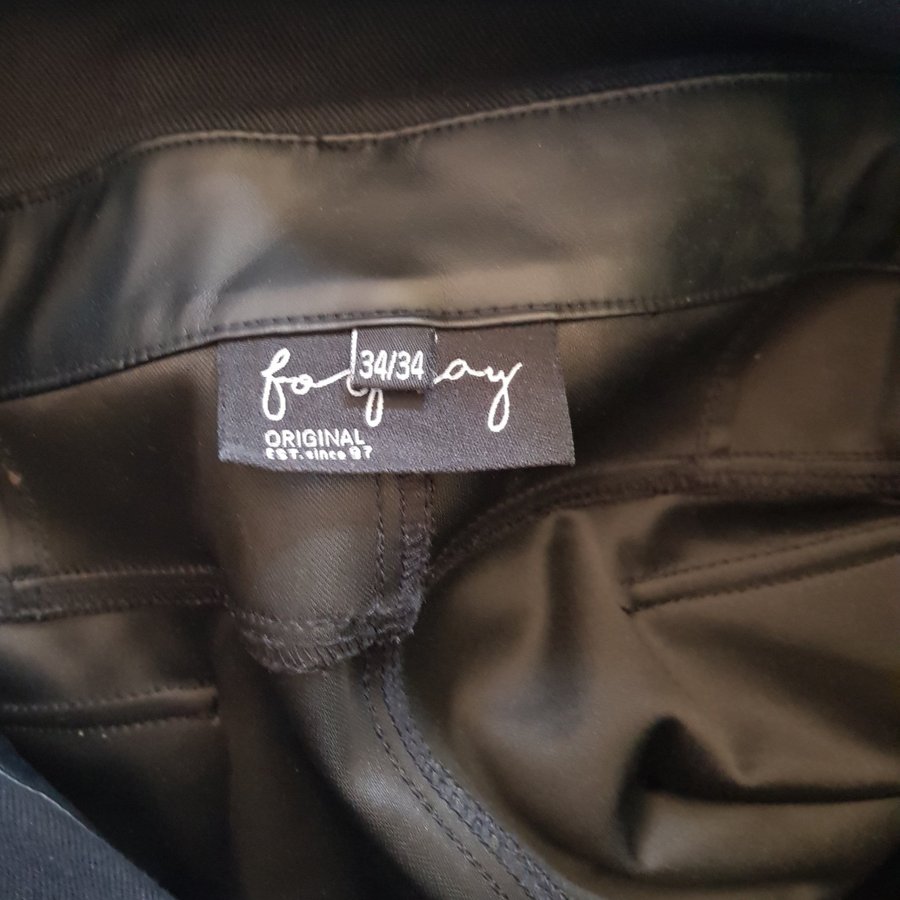 34/34
ORIGINAL
EST. since 97